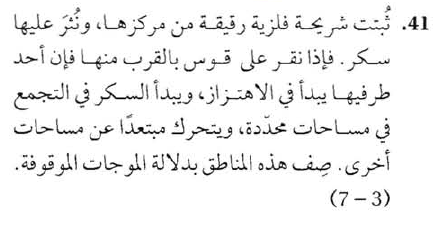 41. ثُبتت شريحة فلزية رقيقة من مركزها، ونُثرَ عليها
سكر. فإذا نقر على قوس بالقرب منها فإن أحد
طرفيها يبدأ في الاهتزاز، ويبدأ السكر في التجمع
في مساحات محدّدة، ويتحرك مبتعدًا عن مساحات
أخرى. صِف هذه المناطق بدلالة الموجات الموقوفة.
(7 – 3)